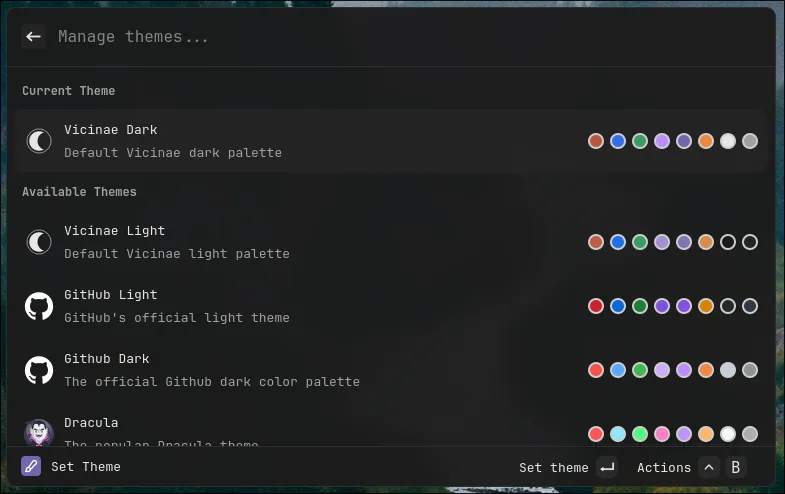 Manage themes...
Current Theme
Vicinae Dark
Default Vicinae dark palette
Available Themes
Vicinae Light
Default Vicinae light palette
GitHub Light
GitHub's official light theme
Github Dark
The official Github dark color palette
Dracula
The popular Dracula theme
Set Theme
Set theme
Actions
B